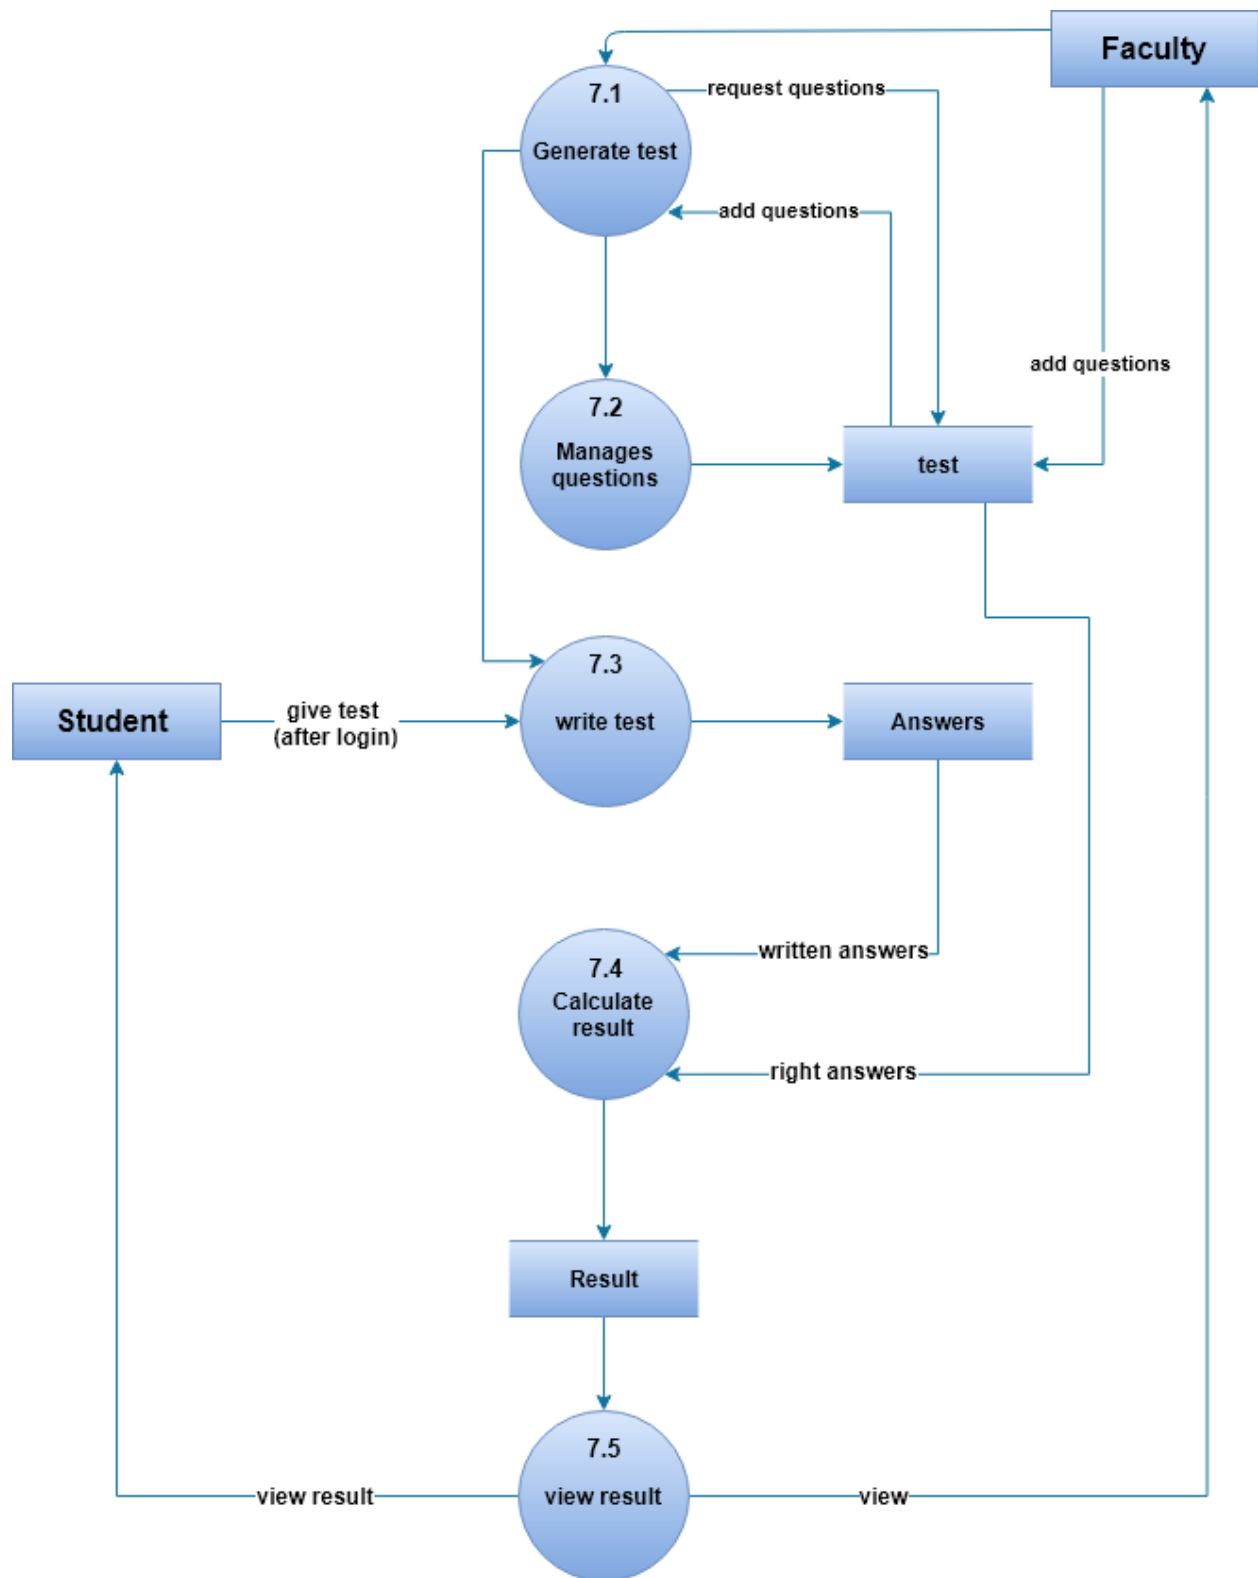 Faculty
7.1
Generate test
request questions
add questions
add questions
7.2
Manages
questions
test
7.3
write test
Student
give test
(after login)
Answers
written answers
7.4
Calculate
result
right answers
Result
7.5
view result
view result
view